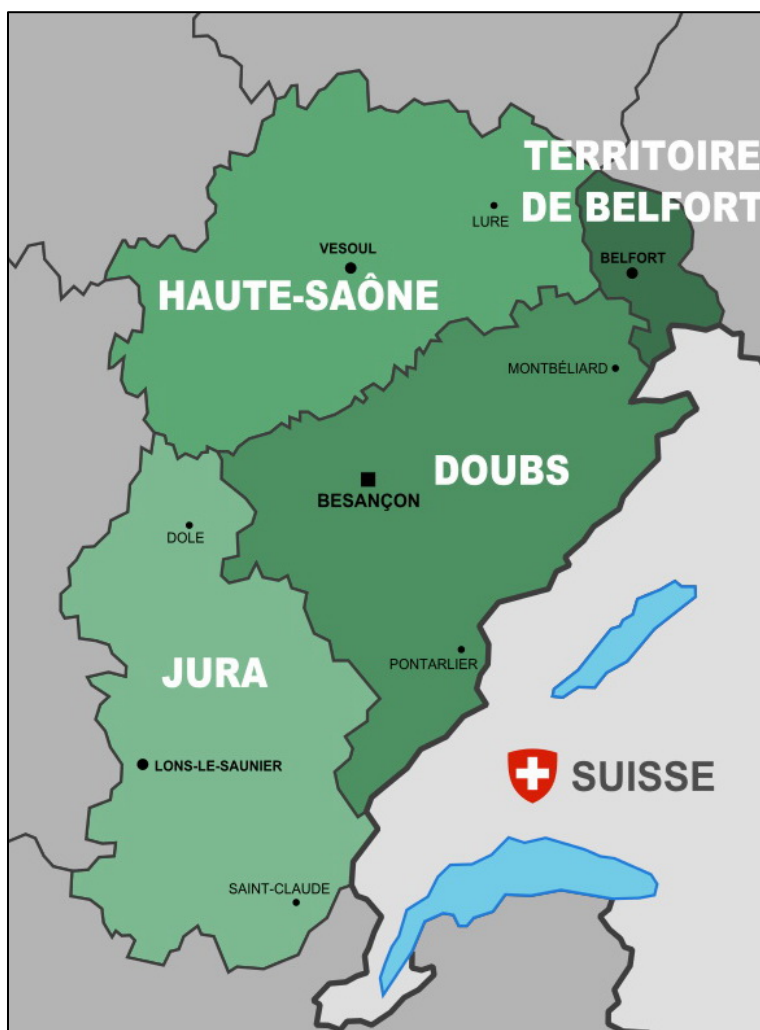 TERRITOIRE
DE BELFORT
LURE
VESOUL
BELFORT
HAUTE-SAÔNE
MONTBÉLIARD
DOUBS
BESANÇON
DOLE
PONTARLIER
JURA
LONS-LE-SAUNIER
SUISSE
SAINT-CLAUDE